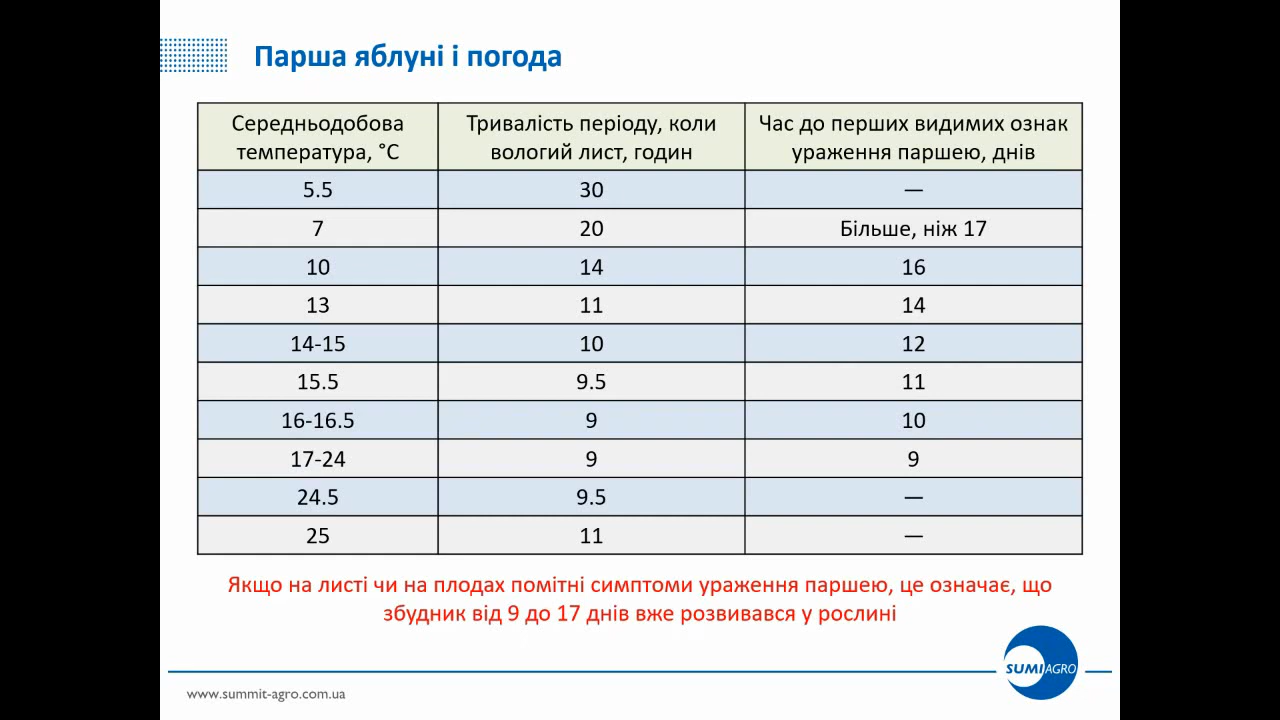 Парша яблуні і погода
Середньодобова температура, °C
Тривалість періоду, коли вологий лист, годин
Час до перших видимих ознак ураження паршею, днів
5.5 30 —
7 20 Більше, ніж 17
10 14 16
13 11 14
14-15 10 12
15.5 9.5 11
16-16.5 9 10
17-24 9 9
24.5 9.5 —
25 11 —
Якщо на листі чи на плодах помітні симптоми ураження паршею, це означає, що
збудник від 9 до 17 днів вже розвивався у рослині
SUMI AGRO
www.summit-agro.com.ua